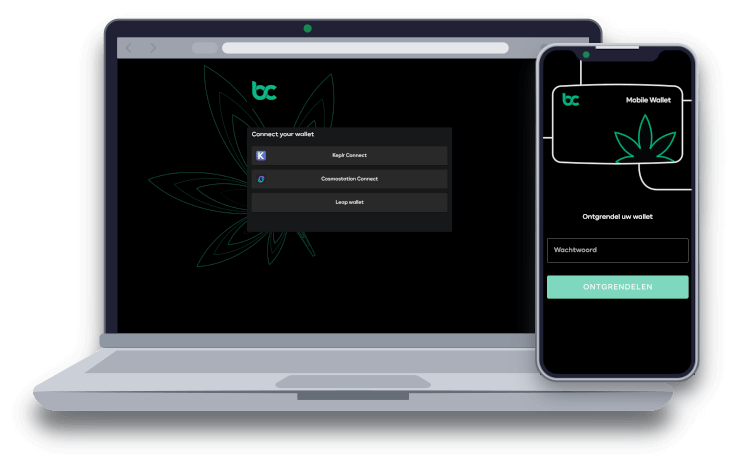 bc
Connect your wallet
Keplr Connect
Cosmostation Connect
Leap wallet
bc
Mobile Wallet
Ontgrendel uw wallet
Wachtwoord
ONTGRENDELEN